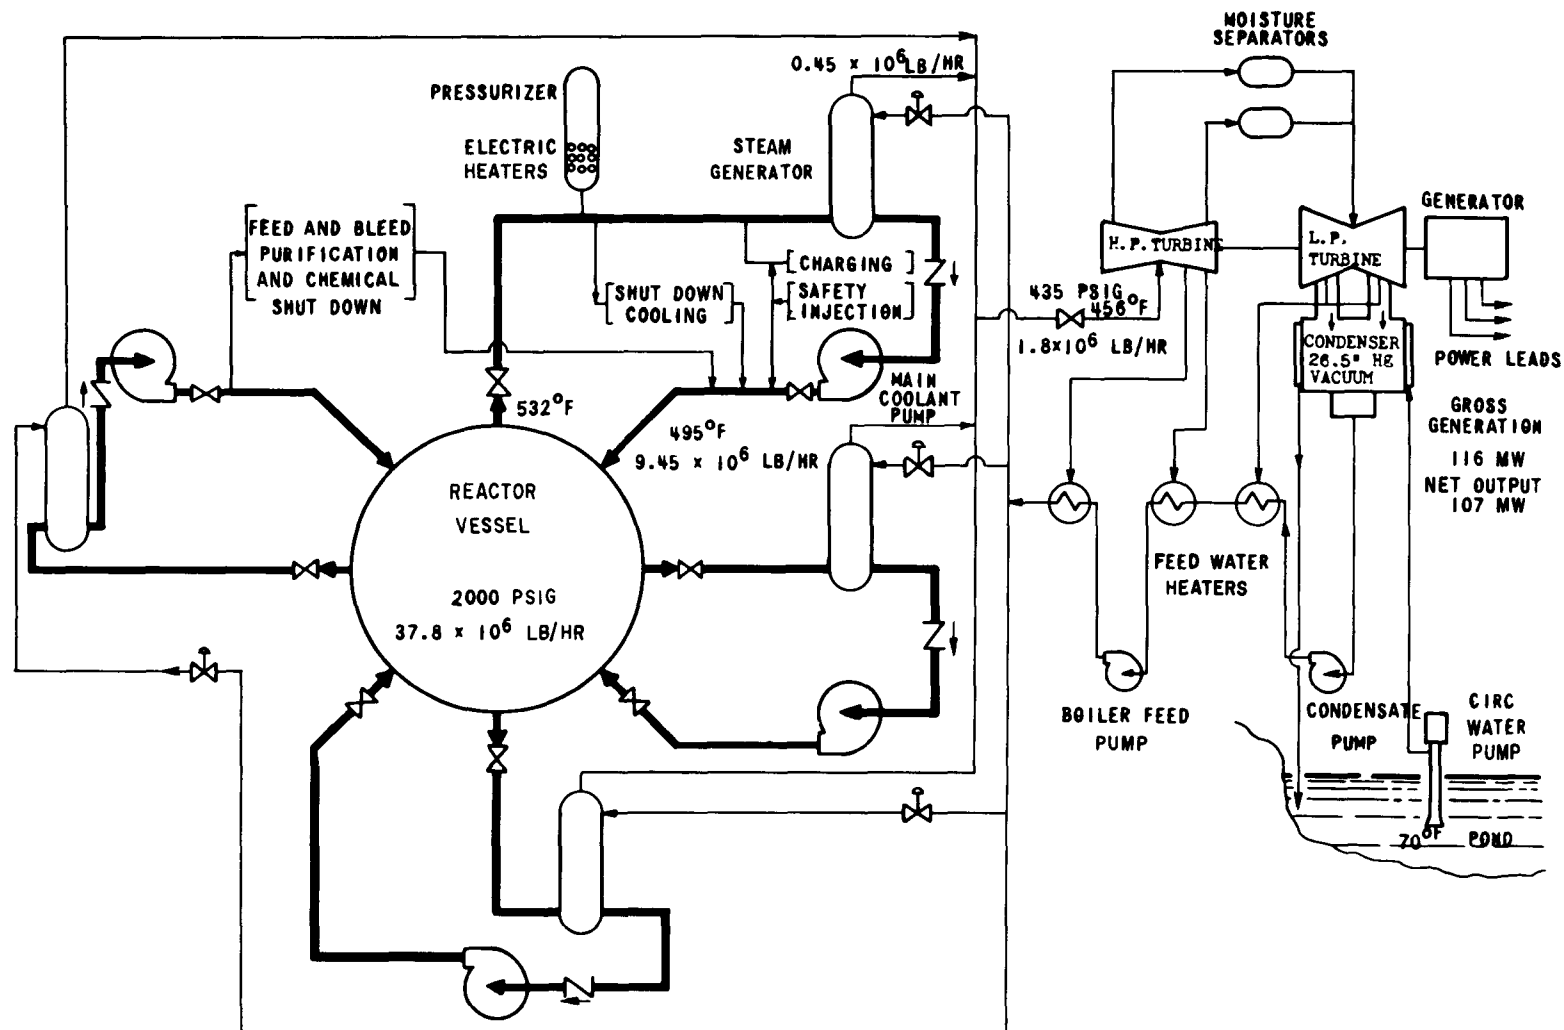 MOISTURE
SEPARATORS
0.45 × 10⁶ LB/HR
PRESSURIZER
ELECTRIC
HEATERS
STEAM
GENERATOR
GENERATOR
FEED AND BLEED
PURIFICATION
AND CHEMICAL
SHUT DOWN
H.P. TURBINE
L.P.
TURBINE
CHARGING
SAFETY
INJECTION
SHUT DOWN
COOLING
435 PSIG
456°F
1.8×10⁶ LB/HR
CONDENSER
26.5" Hg
VACUUM
POWER LEADS
MAIN
COOLANT
PUMP
532°F
495°F
9.45 × 10⁶ LB/HR
GROSS
GENERATION
116 MW
NET OUTPUT
107 MW
REACTOR
VESSEL
2000 PSIG
37.8 × 10⁶ LB/HR
FEED WATER
HEATERS
BOILER FEED
PUMP
CONDENSATE
PUMP
CIRC
WATER
PUMP
70°F
POND